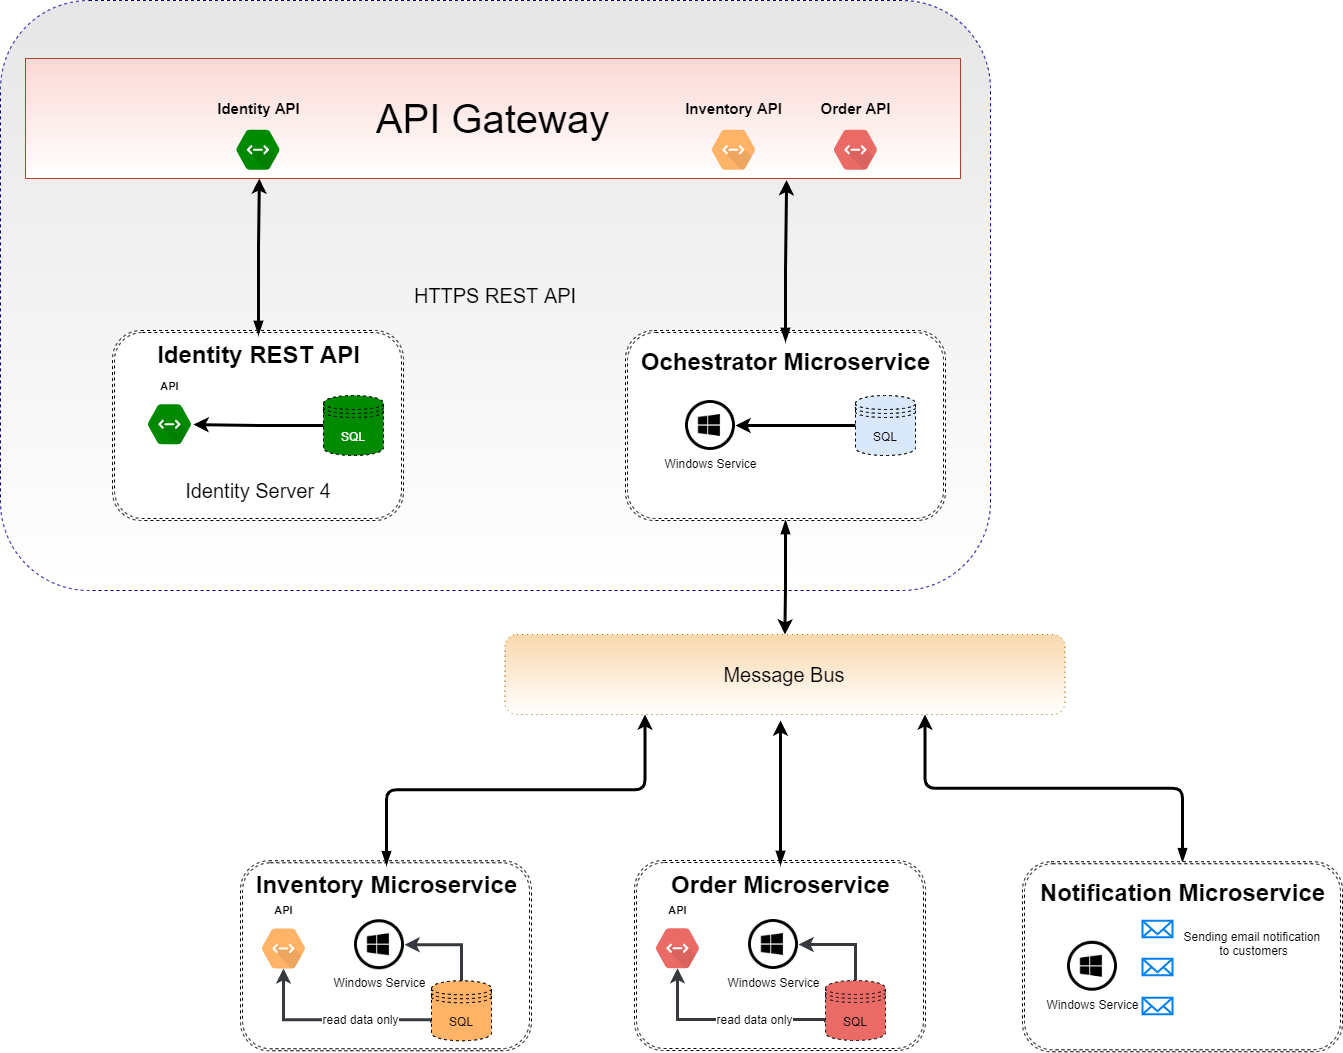 Identity API
API Gateway
Inventory API
Order API
HTTPS REST API
Identity REST API
API
SQL
Identity Server 4
Ochestrator Microservice
Windows Service
SQL
Message Bus
Inventory Microservice
API
Windows Service
read data only
SQL
Order Microservice
API
Windows Service
read data only
SQL
Notification Microservice
Sending email notification
to customers
Windows Service